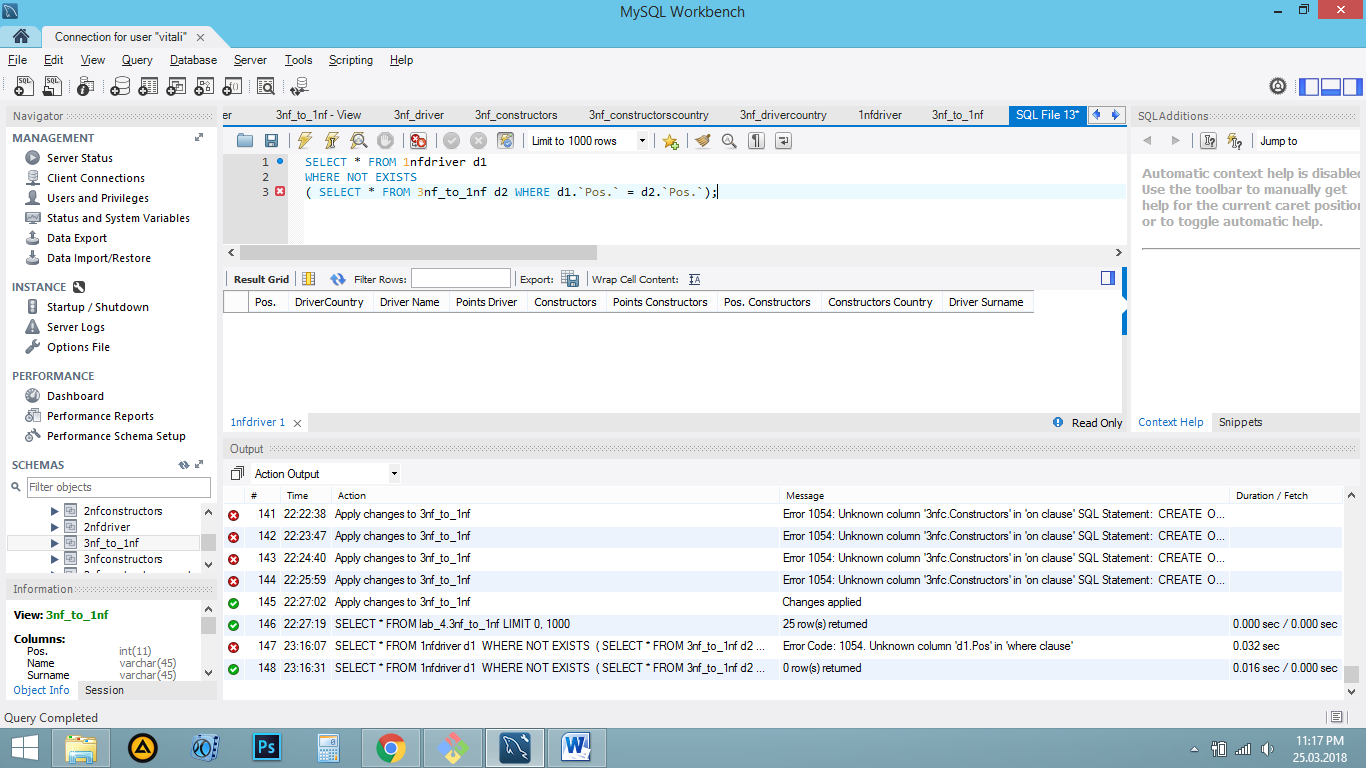 MySQL Workbench
Connection for user "vitali"
File Edit View Query Database Server Tools Scripting Help
Navigator
MANAGEMENT
Server Status
Client Connections
Users and Privileges
Status and System Variables
Data Export
Data Import/Restore
INSTANCE
Startup / Shutdown
Server Logs
Options File
PERFORMANCE
Dashboard
Performance Reports
Performance Schema Setup
SCHEMAS
Filter objects
2nfconstructors
2nfdriver
3nf_to_1nf
3nfconstructors
Information
View: 3nf_to_1nf
Columns:
Pos. int(11)
Name varchar(45)
Surname varchar(45)
Object Info Session
er 3nf_to_1nf - View 3nf_driver 3nf_constructors 3nf_constructorscountry 3nf_drivercountry 1nfdriver 3nf_to_1nf SQL File 13*
Limit to 1000 rows
1 SELECT * FROM 1nfdriver d1
2 WHERE NOT EXISTS
3 ( SELECT * FROM 3nf_to_1nf d2 WHERE d1.`Pos.` = d2.`Pos.`);
Result Grid Filter Rows: Export: Wrap Cell Content:
Pos. DriverCountry Driver Name Points Driver Constructors Points Constructors Pos. Constructors Constructors Country Driver Surname
1nfdriver 1 Read Only
SQLAdditions
Jump to
Automatic context help is disabled
Use the toolbar to manually get
help for the current caret position
or to toggle automatic help.
Context Help Snippets
Output
Action Output
# Time Action Message Duration / Fetch
141 22:22:38 Apply changes to 3nf_to_1nf Error 1054: Unknown column '3nfc.Constructors' in 'on clause' SQL Statement: CREATE O...
142 22:23:47 Apply changes to 3nf_to_1nf Error 1054: Unknown column '3nfc.Constructors' in 'on clause' SQL Statement: CREATE O...
143 22:24:40 Apply changes to 3nf_to_1nf Error 1054: Unknown column '3nfc.Constructors' in 'on clause' SQL Statement: CREATE O...
144 22:25:59 Apply changes to 3nf_to_1nf Error 1054: Unknown column '3nfc.Constructors' in 'on clause' SQL Statement: CREATE O...
145 22:27:02 Apply changes to 3nf_to_1nf Changes applied
146 22:27:19 SELECT * FROM lab_4.3nf_to_1nf LIMIT 0, 1000 25 row(s) returned 0.000 sec / 0.000 sec
147 23:16:07 SELECT * FROM 1nfdriver d1 WHERE NOT EXISTS ( SELECT * FROM 3nf_to_1nf d2 ... Error Code: 1054. Unknown column 'd1.Pos' in 'where clause' 0.032 sec
148 23:16:31 SELECT * FROM 1nfdriver d1 WHERE NOT EXISTS ( SELECT * FROM 3nf_to_1nf d2 ... 0 row(s) returned 0.016 sec / 0.000 sec
Query Completed
Ps
11:17 PM
25.03.2018